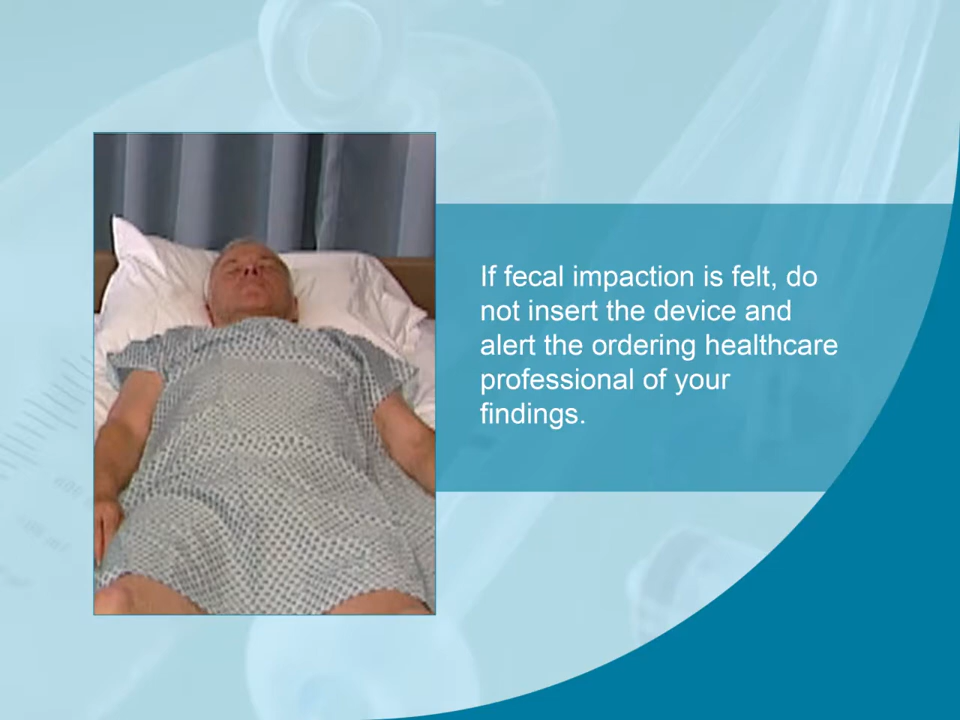 If fecal impaction is felt, do
not insert the device and
alert the ordering healthcare
professional of your
findings.